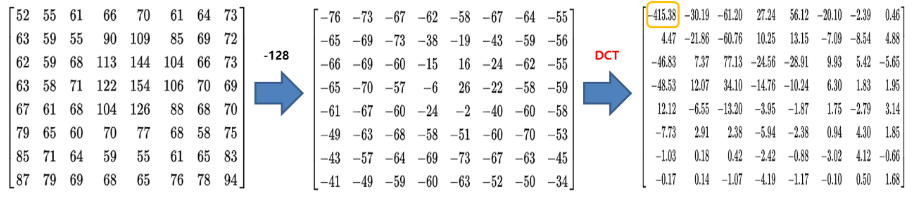 52 55 61 66 70 61 64 73 −76 −73 −67 −62 −58 −67 −64 −55 −415.38 −30.19 −61.20 27.24 56.12 −20.10 −2.39 0.46
63 59 55 90 109 85 69 72 −65 −69 −73 −38 −19 −43 −59 −56 4.47 −21.86 −60.76 10.25 13.15 −7.09 −8.54 4.88
62 59 68 113 144 104 66 73 -128 −66 −69 −60 −15 16 −24 −62 −55 DCT −46.83 7.37 77.13 −24.56 −28.91 9.93 5.42 −5.65
63 58 71 122 154 106 70 69 −65 −70 −57 −6 26 −22 −58 −59 −48.53 12.07 34.10 −14.76 −10.24 6.30 1.83 1.95
67 61 68 104 126 88 68 70 −61 −67 −60 −24 −2 −40 −60 −58 12.12 −6.55 −13.20 −3.95 −1.87 1.75 −2.79 3.14
79 65 60 70 77 68 58 75 −49 −63 −68 −58 −51 −60 −70 −53 −7.73 2.91 2.38 −5.94 −2.38 0.94 4.30 1.85
85 71 64 59 55 61 65 83 −43 −57 −64 −69 −73 −67 −63 −45 −1.03 0.18 0.42 −2.42 −0.88 −3.02 4.12 −0.66
87 79 69 68 65 76 78 94 −41 −49 −59 −60 −63 −52 −50 −34 −0.17 0.14 −1.07 −4.19 −1.17 −0.10 0.50 1.68